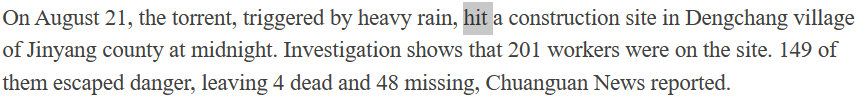 On August 21, the torrent, triggered by heavy rain, hit a construction site in Dengchang village
of Jinyang county at midnight. Investigation shows that 201 workers were on the site. 149 of
them escaped danger, leaving 4 dead and 48 missing, Chuanguan News reported.